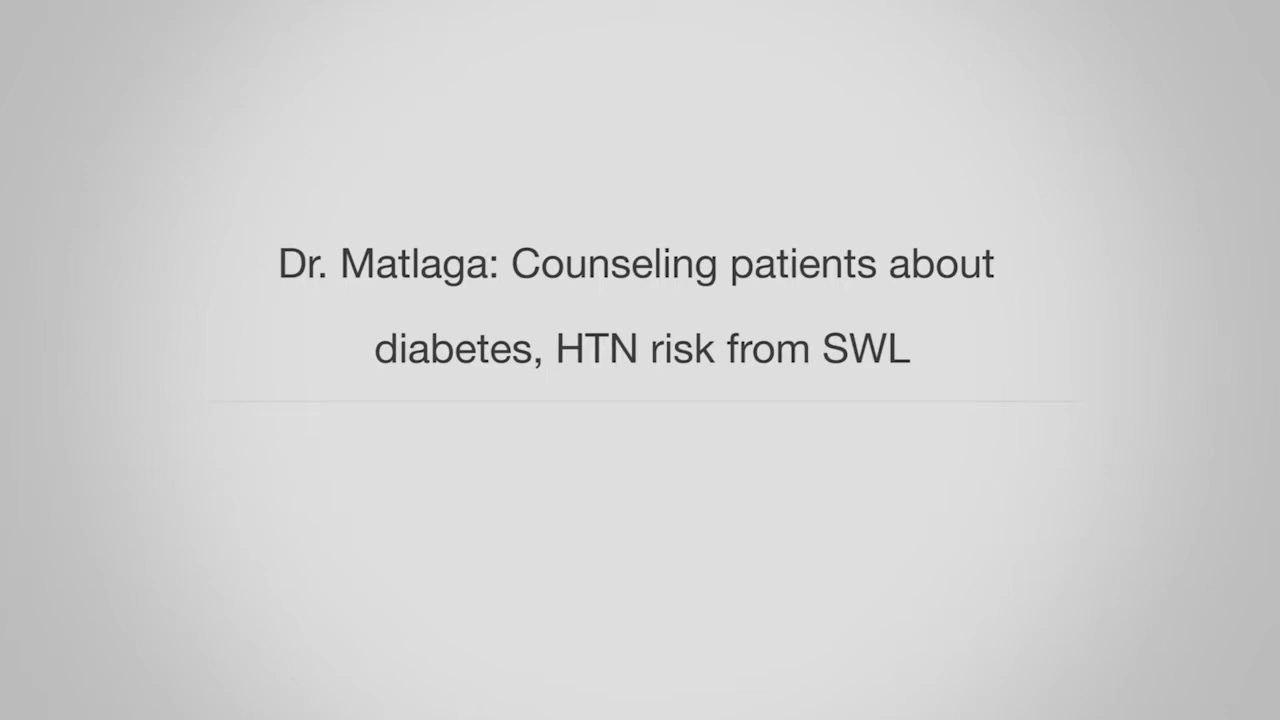 Dr. Matlaga: Counseling patients about
diabetes, HTN risk from SWL